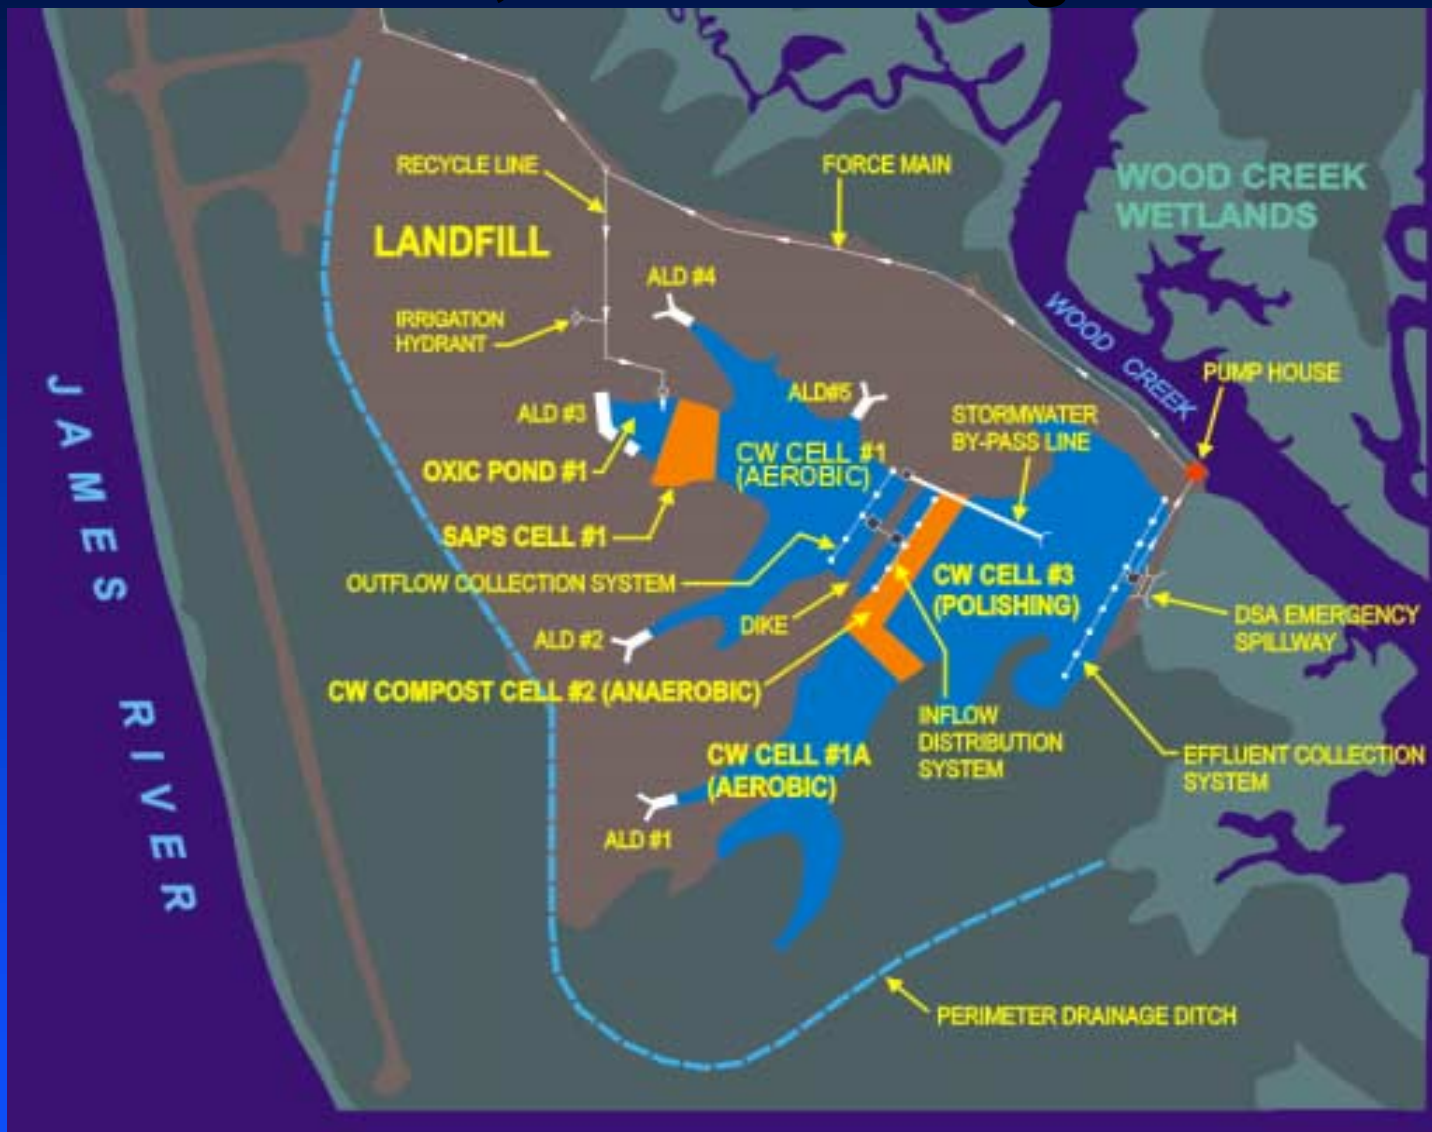 RECYCLE LINE
FORCE MAIN
WOOD CREEK
WETLANDS
LANDFILL
ALD #4
IRRIGATION
HYDRANT
WOOD CREEK
PUMP HOUSE
JAMES RIVER
ALD #3
ALD#5
STORMWATER
BY-PASS LINE
OXIC POND #1
CW CELL #1
(AEROBIC)
SAPS CELL #1
OUTFLOW COLLECTION SYSTEM
CW CELL #3
(POLISHING)
DIKE
DSA EMERGENCY
SPILLWAY
ALD #2
CW COMPOST CELL #2 (ANAEROBIC)
INFLOW
DISTRIBUTION
SYSTEM
CW CELL #1A
(AEROBIC)
EFFLUENT COLLECTION
SYSTEM
ALD #1
PERIMETER DRAINAGE DITCH